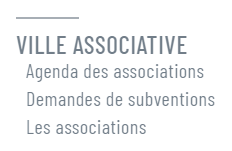 VILLE ASSOCIATIVE
Agenda des associations
Demandes de subventions
Les associations